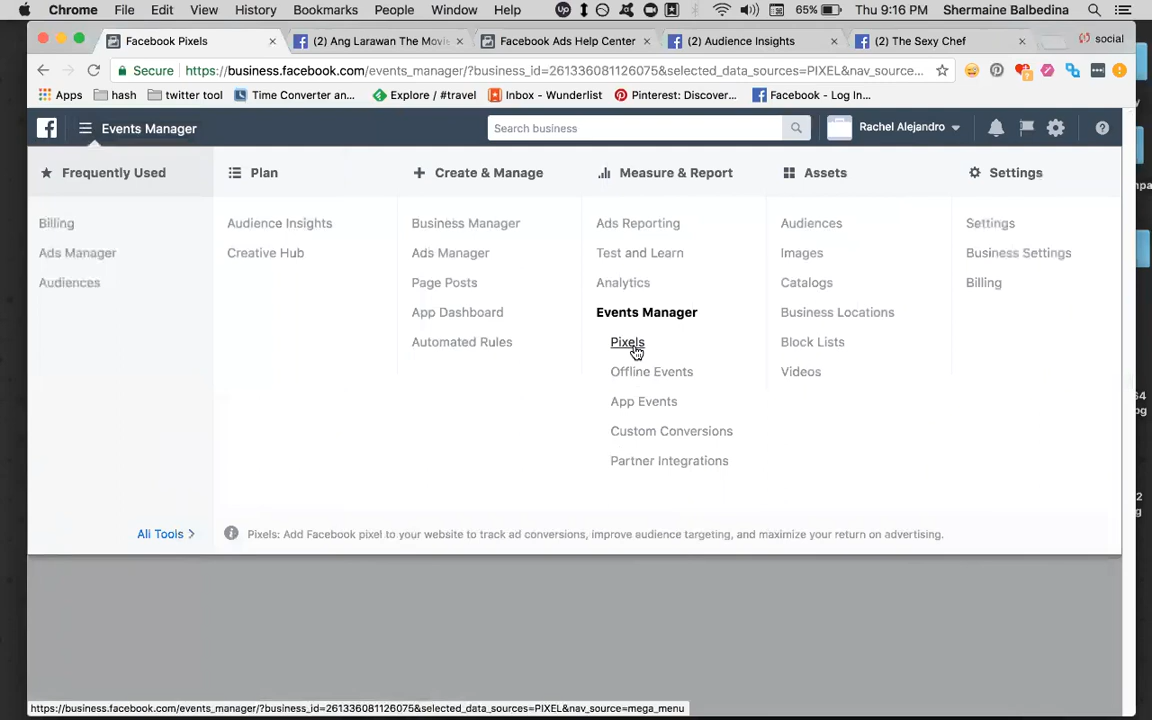 Chrome File Edit View History Bookmarks People Window Help 65% Thu 9:16 PM Shermaine Balbedina
Facebook Pixels (2) Ang Larawan The Movi Facebook Ads Help Center (2) Audience Insights (2) The Sexy Chef social
Secure https://business.facebook.com/events_manager/?business_id=261336081126075&selected_data_sources=PIXEL&nav_source...
Apps hash twitter tool Time Converter an... Explore / #travel Inbox - Wunderlist Pinterest: Discover... Facebook - Log In...
Events Manager Search business Rachel Alejandro
Frequently Used Plan Create & Manage Measure & Report Assets Settings
Billing Audience Insights Business Manager Ads Reporting Audiences Settings
Ads Manager Creative Hub Ads Manager Test and Learn Images Business Settings
Audiences Page Posts Analytics Catalogs Billing
App Dashboard Events Manager Business Locations
Automated Rules Pixels Block Lists
Offline Events Videos
App Events
Custom Conversions
Partner Integrations
All Tools Pixels: Add Facebook pixel to your website to track ad conversions, improve audience targeting, and maximize your return on advertising.
https://business.facebook.com/events_manager/?business_id=261336081126075&selected_data_sources=PIXEL&nav_source=mega_menu